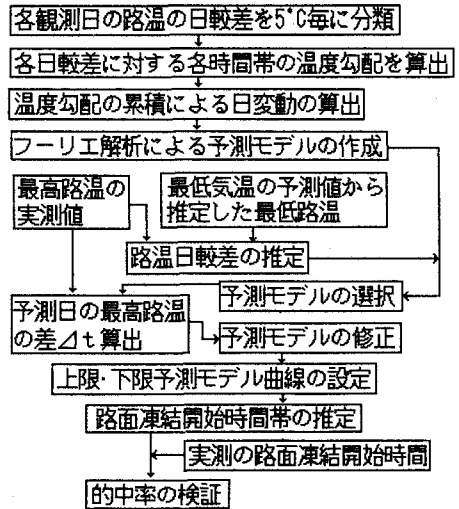 各観測日の路温の日較差を5℃毎に分類
各日較差に対する各時間帯の温度勾配を算出
温度勾配の累積による日変動の算出
フーリエ解析による予測モデルの作成
最高路温の
実測値
最低気温の予測値から
推定した最低路温
路温日較差の推定
予測モデルの選択
予測日の最高路温
の差⊿t算出
予測モデルの修正
上限・下限予測モデル曲線の設定
路面凍結開始時間帯の推定
実測の路面凍結開始時間
的中率の検証